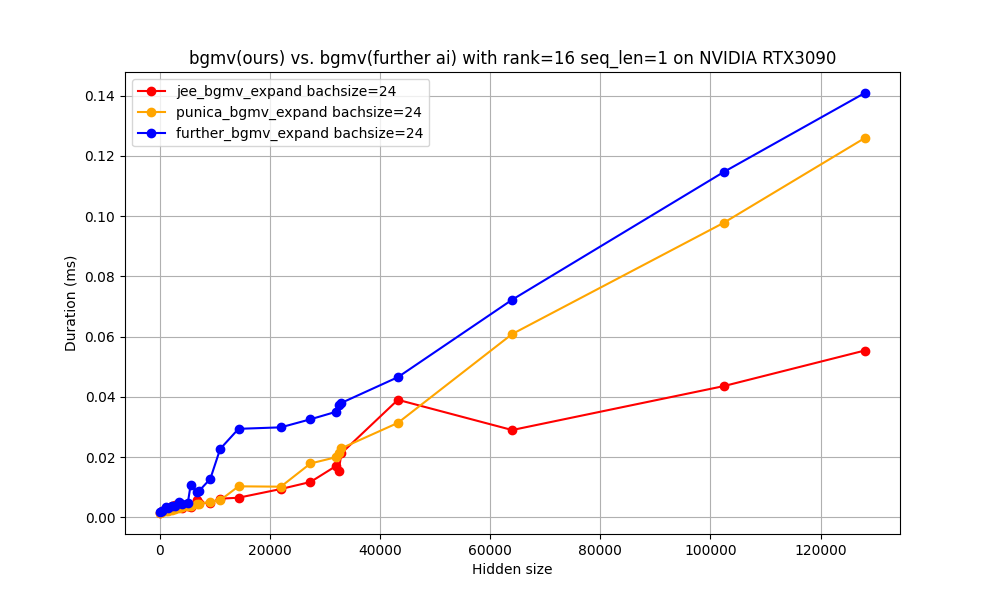 bgmv(ours) vs. bgmv(further ai) with rank=16 seq_len=1 on NVIDIA RTX3090
jee_bgmv_expand bachsize=24
punica_bgmv_expand bachsize=24
further_bgmv_expand bachsize=24
Duration (ms)
0.14
0.12
0.10
0.08
0.06
0.04
0.02
0.00
0 20000 40000 60000 80000 100000 120000
Hidden size